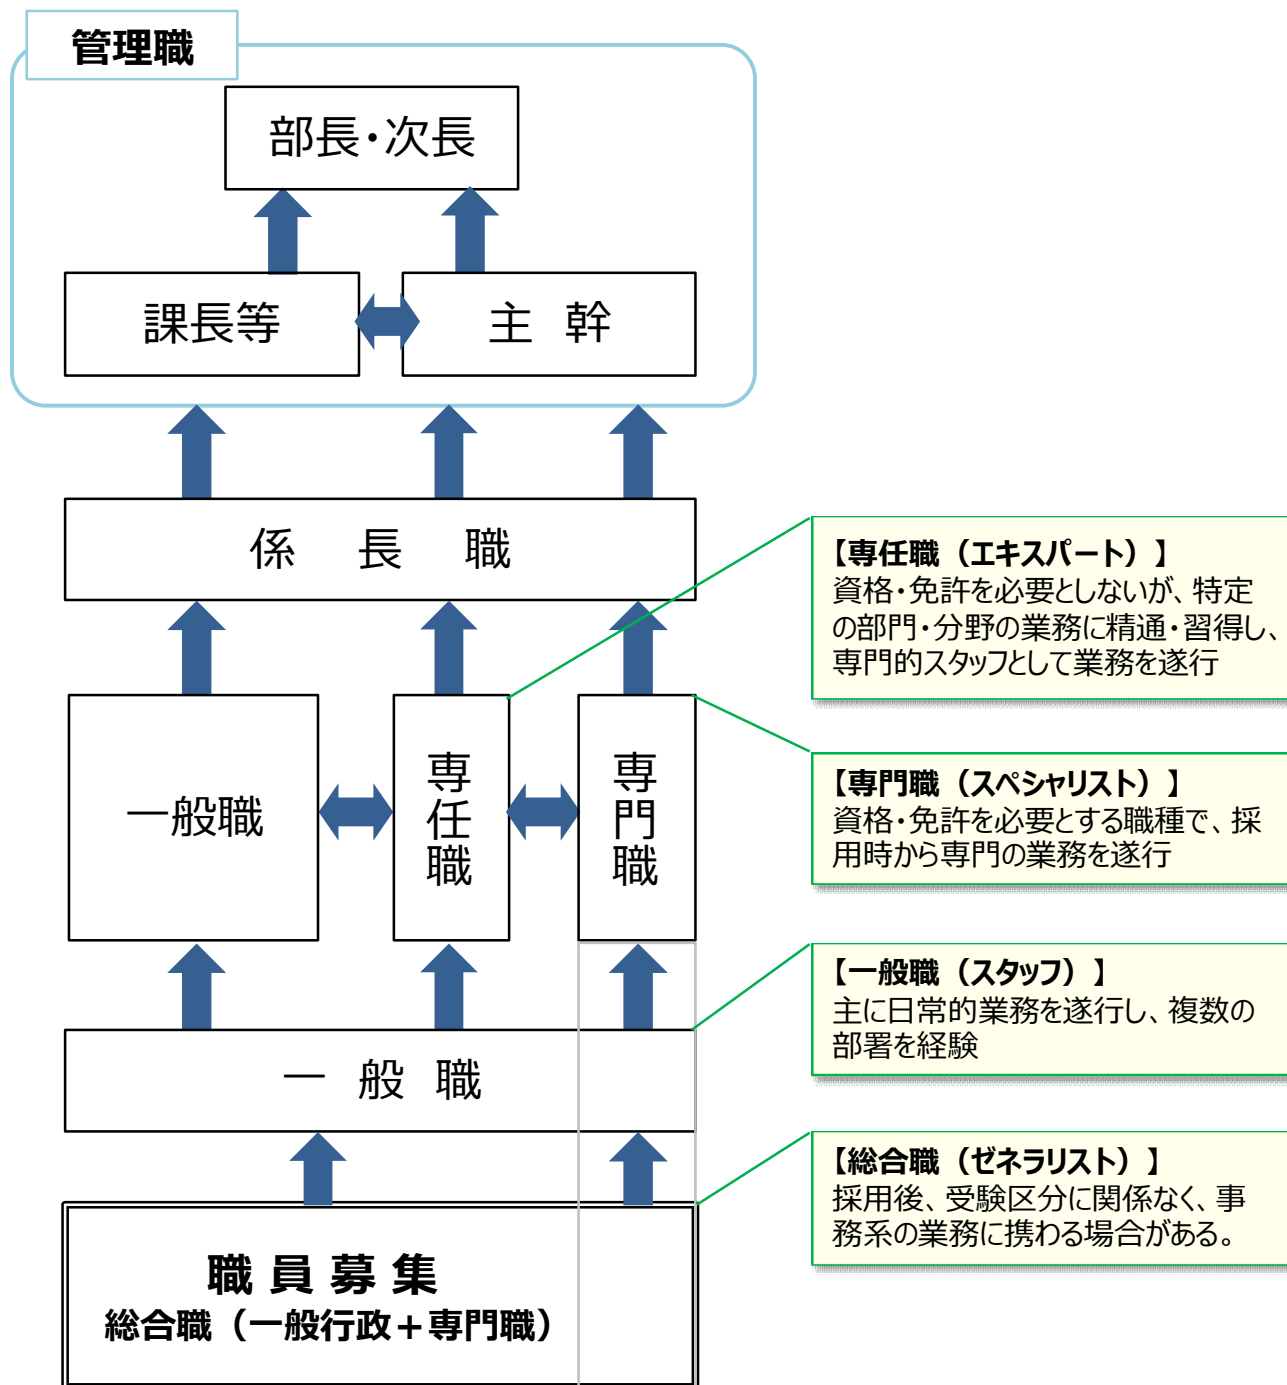 管理職
部長・次長
課長等
主 幹
係 長 職
一般職
専任職
専門職
一 般 職
職 員 募 集
総合職（一般行政＋専門職）
【専任職（エキスパート）】
資格・免許を必要としないが、特定
の部門・分野の業務に精通・習得し、
専門的スタッフとして業務を遂行
【専門職（スペシャリスト）】
資格・免許を必要とする職種で、採
用時から専門の業務を遂行
【一般職（スタッフ）】
主に日常的業務を遂行し、複数の
部署を経験
【総合職（ゼネラリスト）】
採用後、受験区分に関係なく、事
務系の業務に携わる場合がある。